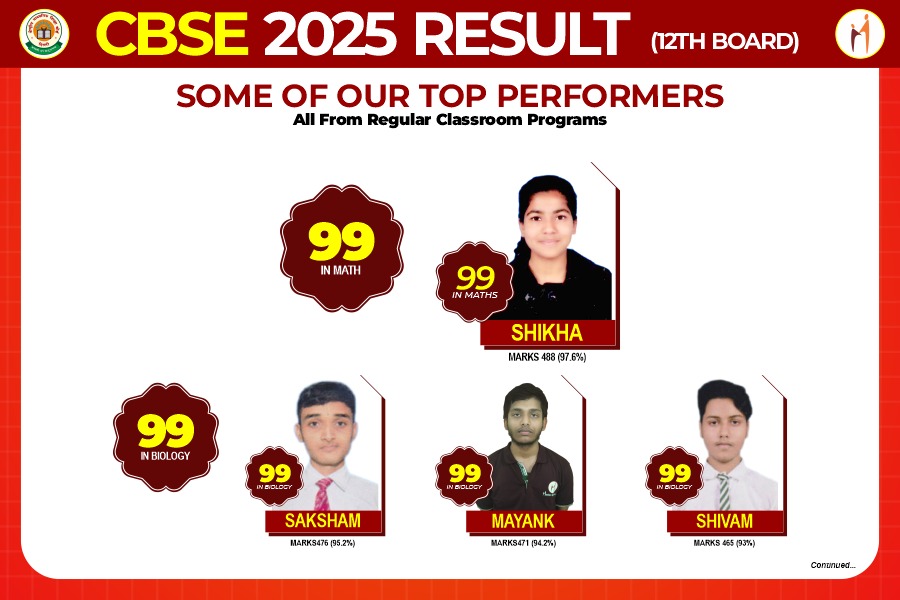 CBSE 2025 RESULT (12TH BOARD)
SOME OF OUR TOP PERFORMERS
All From Regular Classroom Programs
99
IN MATH
99
IN MATHS
SHIKHA
MARKS 488 (97.6%)
99
IN BIOLOGY
99
IN BIOLOGY
SAKSHAM
MARKS476 (95.2%)
99
IN BIOLOGY
MAYANK
MARKS471 (94.2%)
99
IN BIOLOGY
SHIVAM
MARKS 465 (93%)
Continued...